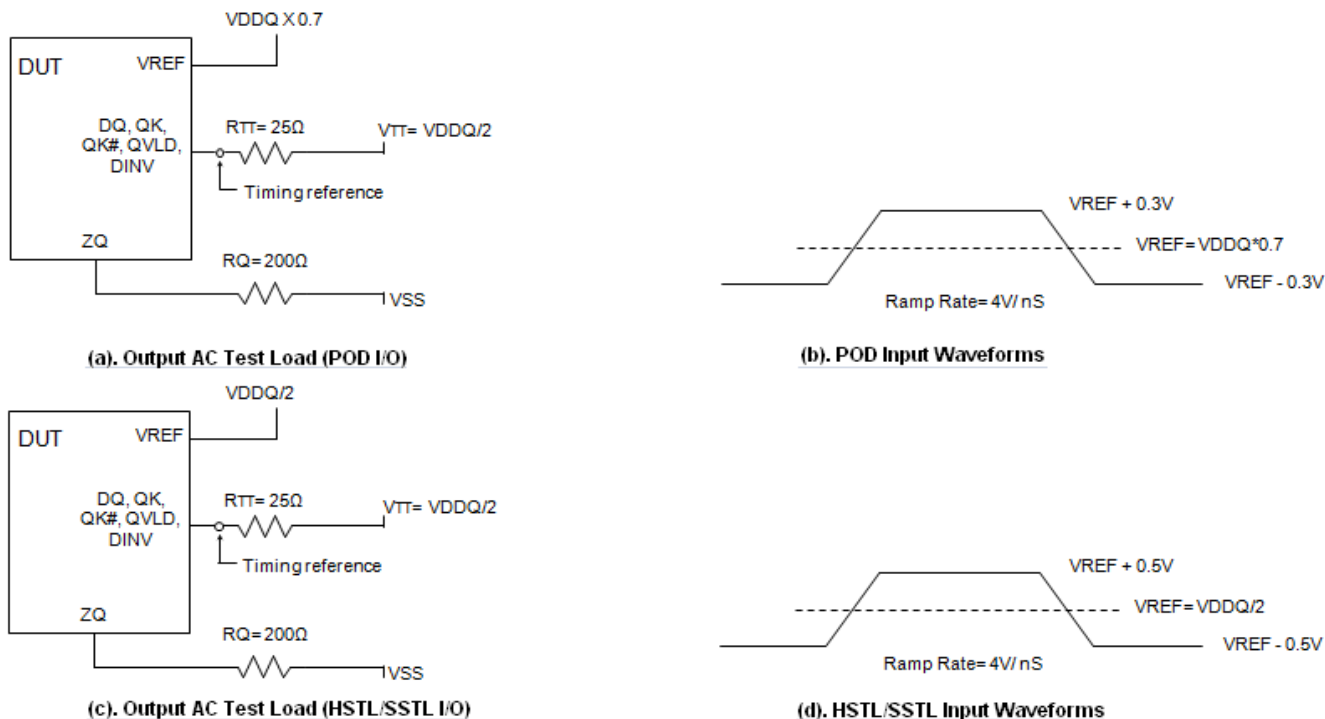 VDDQ X 0.7
DUT
VREF
DQ, QK,
QK#, QVLD,
DINV
RTT= 25Ω
VTT= VDDQ/2
Timing reference
ZQ
RQ= 200Ω
VSS
(a). Output AC Test Load (POD I/O)
VREF + 0.3V
VREF= VDDQ*0.7
VREF - 0.3V
Ramp Rate= 4V/ nS
(b). POD Input Waveforms
VDDQ/2
DUT
VREF
DQ, QK,
QK#, QVLD,
DINV
RTT= 25Ω
VTT= VDDQ/2
Timing reference
ZQ
RQ= 200Ω
VSS
(c). Output AC Test Load (HSTL/SSTL I/O)
VREF + 0.5V
VREF= VDDQ/2
VREF - 0.5V
Ramp Rate= 4V/ nS
(d). HSTL/SSTL Input Waveforms